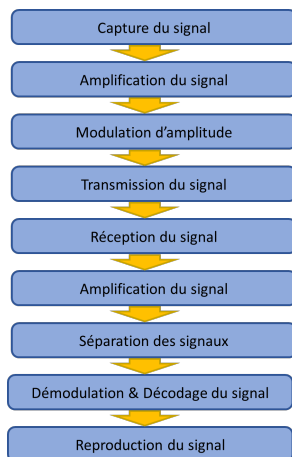 Capture du signal
Amplification du signal
Modulation d’amplitude
Transmission du signal
Réception du signal
Amplification du signal
Séparation des signaux
Démodulation & Décodage du signal
Reproduction du signal